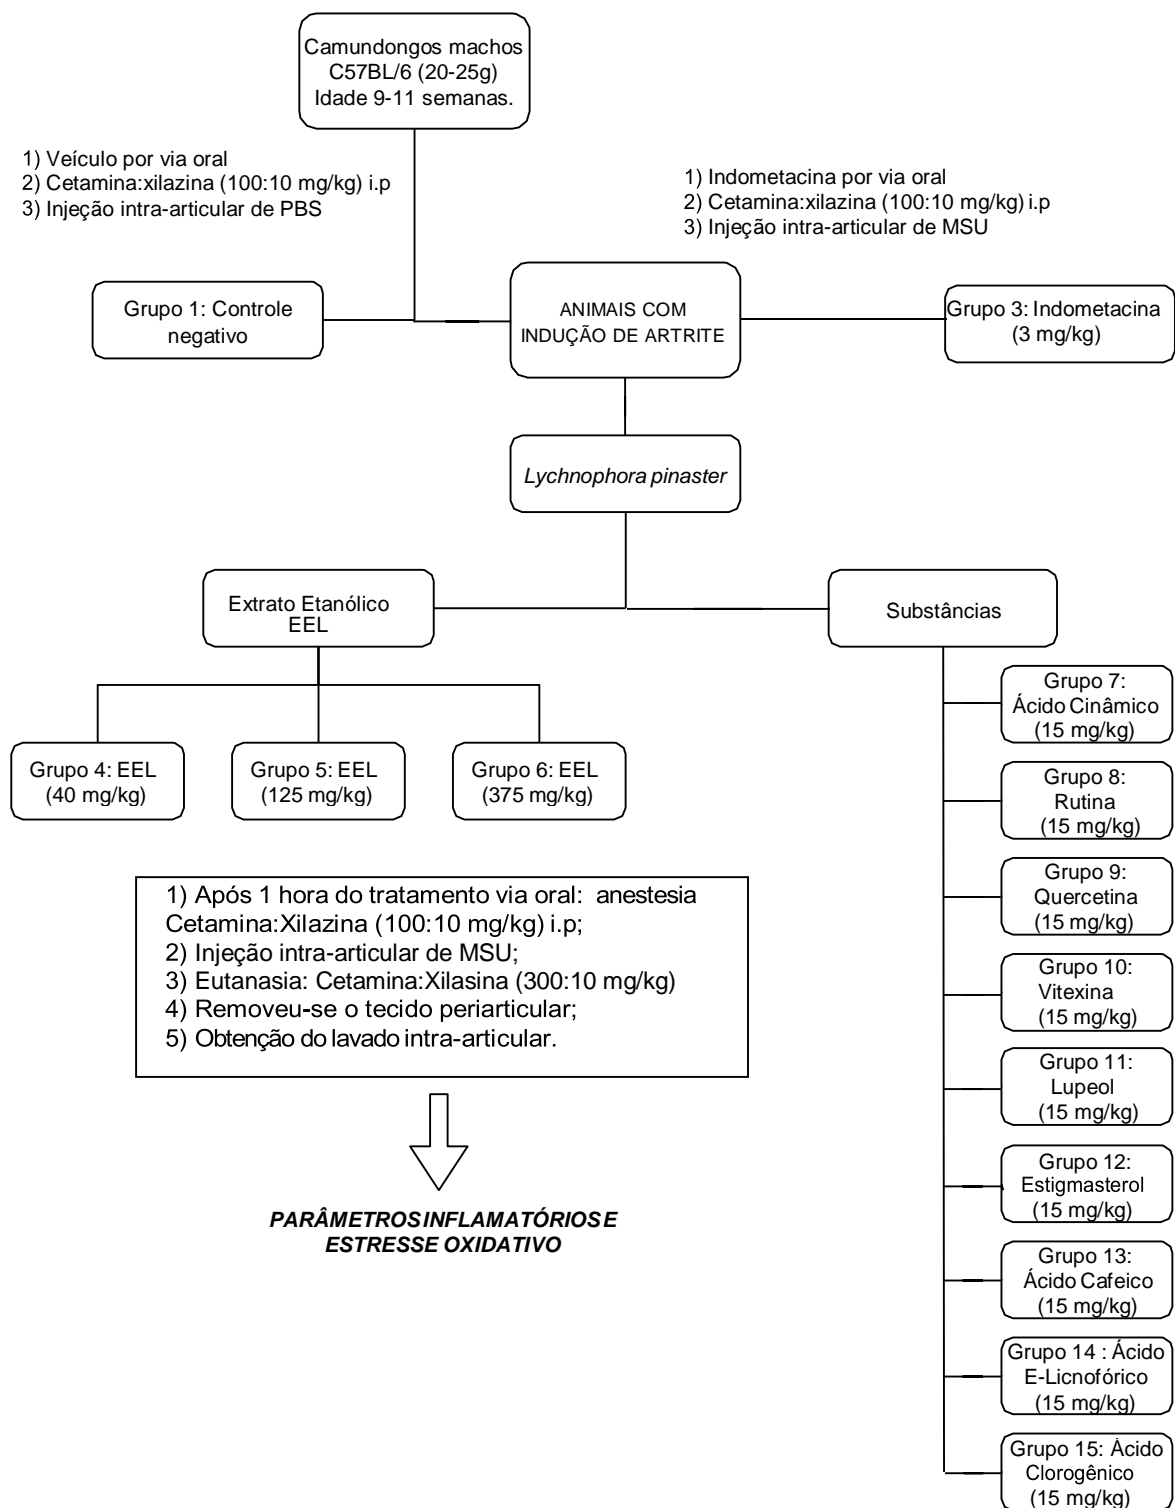 Camundongos machos
C57BL/6 (20-25g)
Idade 9-11 semanas.
1) Veículo por via oral
2) Cetamina:xilazina (100:10 mg/kg) i.p
3) Injeção intra-articular de PBS
1) Indometacina por via oral
2) Cetamina:xilazina (100:10 mg/kg) i.p
3) Injeção intra-articular de MSU
Grupo 1: Controle
negativo
ANIMAIS COM
INDUÇÃO DE ARTRITE
Grupo 3: Indometacina
(3 mg/kg)
Lychnophora pinaster
Extrato Etanólico
EEL
Substâncias
Grupo 4: EEL
(40 mg/kg)
Grupo 5: EEL
(125 mg/kg)
Grupo 6: EEL
(375 mg/kg)
Grupo 7:
Ácido Cinâmico
(15 mg/kg)
Grupo 8:
Rutina
(15 mg/kg)
Grupo 9:
Quercetina
(15 mg/kg)
Grupo 10:
Vitexina
(15 mg/kg)
Grupo 11:
Lupeol
(15 mg/kg)
Grupo 12:
Estigmasterol
(15 mg/kg)
Grupo 13:
Ácido Cafeico
(15 mg/kg)
Grupo 14 : Ácido
E-Licnofórico
(15 mg/kg)
Grupo 15: Ácido
Clorogênico
(15 mg/kg)
1) Após 1 hora do tratamento via oral: anestesia
Cetamina:Xilazina (100:10 mg/kg) i.p;
2) Injeção intra-articular de MSU;
3) Eutanasia: Cetamina:Xilasina (300:10 mg/kg)
4) Removeu-se o tecido periarticular;
5) Obtenção do lavado intra-articular.
PARÂMETROS INFLAMATÓRIOS E
ESTRESSE OXIDATIVO